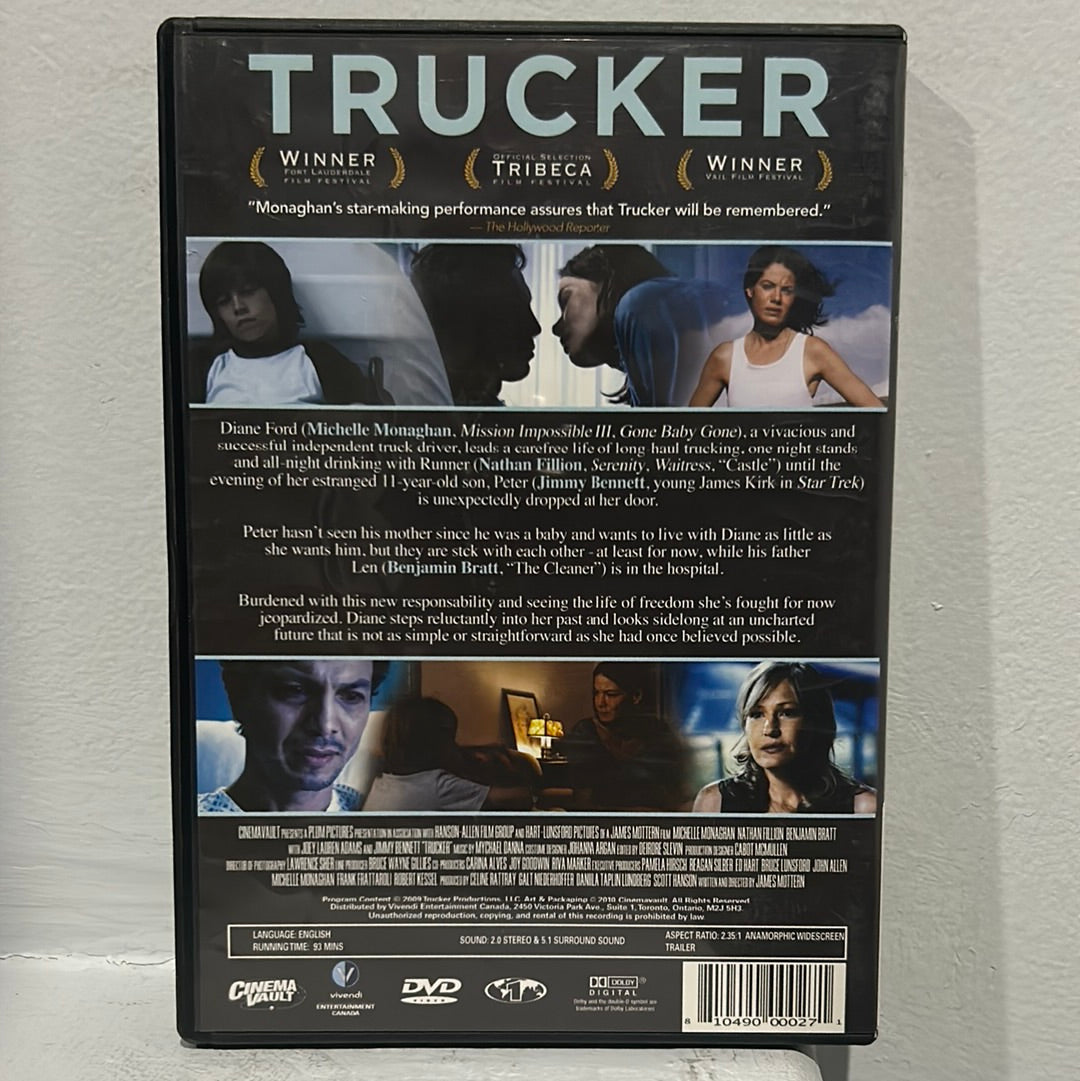 TRUCKER
WINNER
FORT LAUDERDALE
FILM FESTIVAL
OFFICIAL SELECTION
TRIBECA
FILM FESTIVAL
WINNER
VAIL FILM FESTIVAL
"Monaghan's star-making performance assures that Trucker will be remembered."
— The Hollywood Reporter
Diane Ford (Michelle Monaghan, Mission Impossible III, Gone Baby Gone), a vivacious and
successful independent truck driver, leads a carefree life of long haul trucking, one night stands
and all-night drinking with Runner (Nathan Fillion, Serenity, Waitress, "Castle") until the
evening of her estranged 11-year-old son, Peter (Jimmy Bennett, young James Kirk in Star Trek)
is unexpectedly dropped at her door.
Peter hasn't seen his mother since he was a baby and wants to live with Diane as little as
she wants him, but they are stck with each other - at least for now, while his father
Len (Benjamin Bratt, "The Cleaner") is in the hospital.
Burdened with this new responsibility and seeing the life of freedom she's fought for now
jeopardized. Diane steps reluctantly into her past and looks sidelong at an uncharted
future that is not as simple or straightforward as she had once believed possible.
CINEMAVAULT PRESENTS A PLUM PICTURES PRESENTATION IN ASSOCIATION WITH HANSON-ALLEN FILM GROUP AND HART-LUNSFORD PICTUES OF A JAMES MOTTERN FILM MICHELLE MONAGHAN NATHAN FILLION BENJAMIN BRATT
WITH JOEY LAUREN ADAMS AND JIMMY BENNETT "TRUCKER" MUSIC BY MYCHAEL DANNA COSTUME DESIGNER JOHANNA ARGAN EDITED BY DEIRDRE SLEVIN PRODUCTION DESIGNER CABOT MCMULLEN
DIRECTOR OF PHOTOGRAPHY LAWRENCE SHER LINE PRODUCER BRUCE WAYNE GILLIES CO-PRODUCERS CARINA ALVES JOY GOODWIN RIVA MARKER EXECUTIVE PRODUCERS PAMELA HIRSCH REAGAN SILBER ED HART BRUCE LUNSFORD JOHN ALLEN
MICHELLE MONAGHAN FRANK FRATTAROLI ROBERT KESSEL PRODUCED BY CELINE RATTRAY GALT NIEDERHOFFER DANIELA TAPLIN LUNDBERG SCOTT HANSON WRITTEN AND DIRECTED BY JAMES MOTTERN
Program Content © 2009 Trucker Productions, LLC. Art & Packaging © 2010 Cinemavault. All Rights Reserved
Distributed by Vivendi Entertainment Canada, 2450 Victoria Park Ave., Suite 1, Toronto, Ontario, M2J 5H3.
Unauthorized reproduction, copying, and rental of this recording is prohibited by law
LANGUAGE: ENGLISH
RUNNING TIME: 93 MINS
SOUND: 2.0 STEREO & 5.1 SURROUND SOUND
ASPECT RATIO: 2.35:1 ANAMORPHIC WIDESCREEN
TRAILER
CINEMA
VAULT
vivendi
ENTERTAINMENT
CANADA
DVD
VIDEO
1
DOLBY
DIGITAL
Dolby and the double-D symbol are
trademarks of Dolby Laboratories
8 10490 00027 1